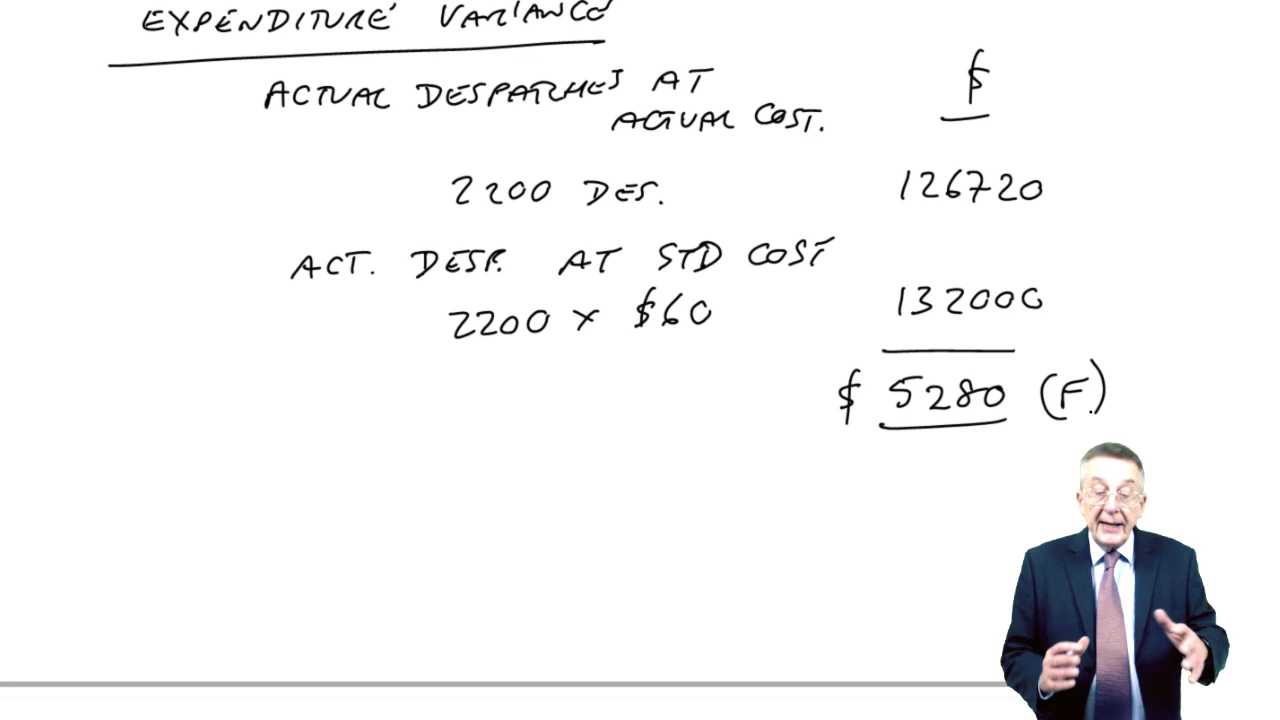 EXPENDITURE VARIANCE
ACTUAL DESPATCHES AT
ACTUAL COST.
$
2200 DES.
126720
ACT. DESP. AT STD COST
2200 x $60
132000
$ 5280 (F.)